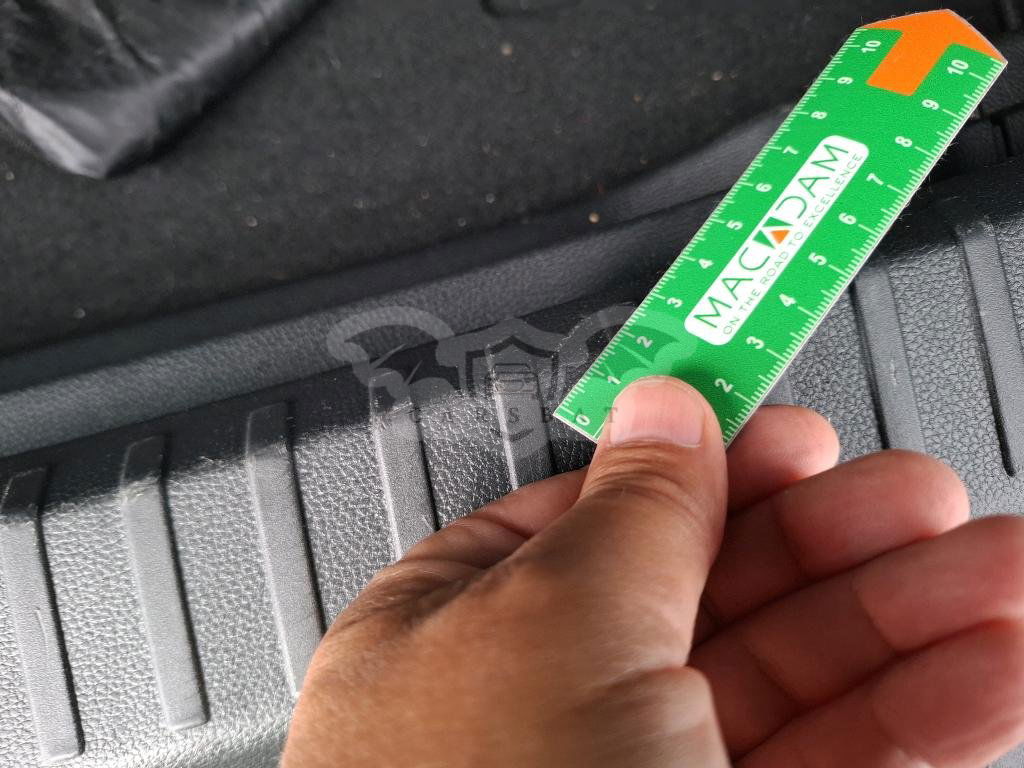 10 9 8 7 6 5 4 3 2 1 0
MACADAM
ON THE ROAD TO EXCELLENCE
10 9 8 7 6 5 4 3 2
CARSEAT